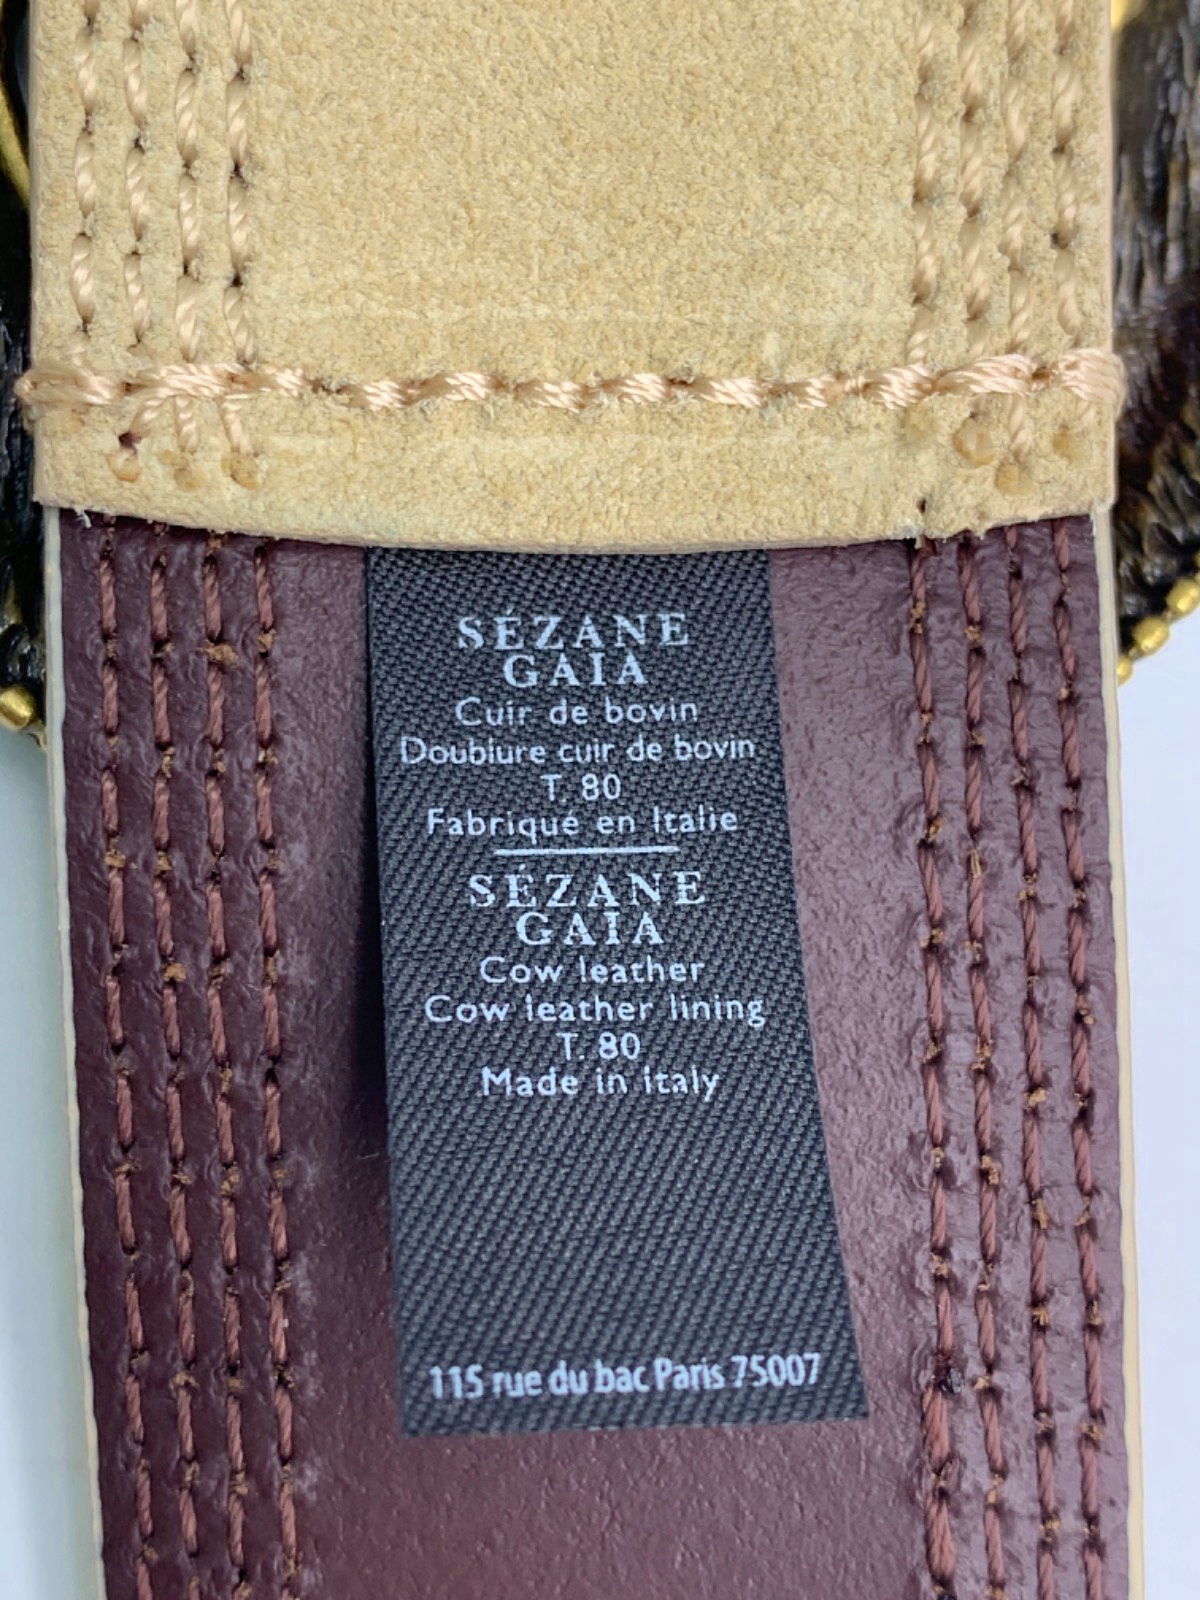 SÉZANE
GAIA
Cuir de bovin
Doublure cuir de bovin
T. 80
Fabriqué en Italie
SÉZANE
GAIA
Cow leather
Cow leather lining
T. 80
Made in Italy
115 rue du bac Paris 75007